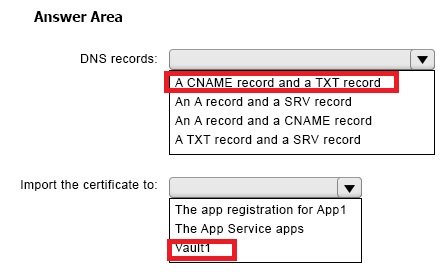 Answer Area
DNS records:
A CNAME record and a TXT record
An A record and a SRV record
An A record and a CNAME record
A TXT record and a SRV record
Import the certificate to:
The app registration for App1
The App Service apps
Vault1